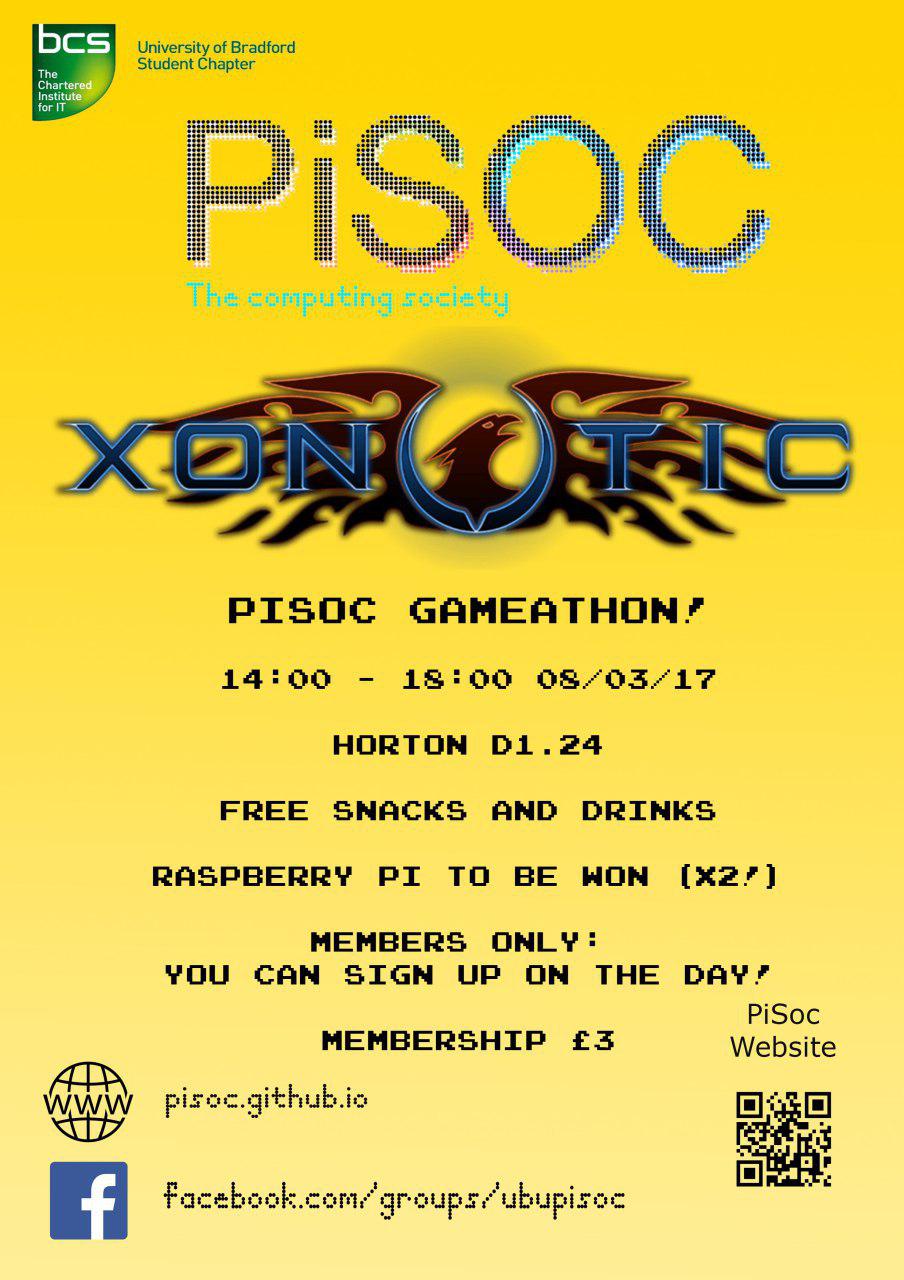 bcs
The
Chartered
Institute
for IT
University of Bradford
Student Chapter
PiSOC
The computing society
XONOTIC
PISOC GAMEATHON!
14:00 - 18:00 08/03/17
HORTON D1.24
FREE SNACKS AND DRINKS
RASPBERRY PI TO BE WON (X2!)
MEMBERS ONLY:
YOU CAN SIGN UP ON THE DAY!
MEMBERSHIP £3
PiSoc
Website
WWW
pisoc.github.io
f
facebook.com/groups/ubupisoc